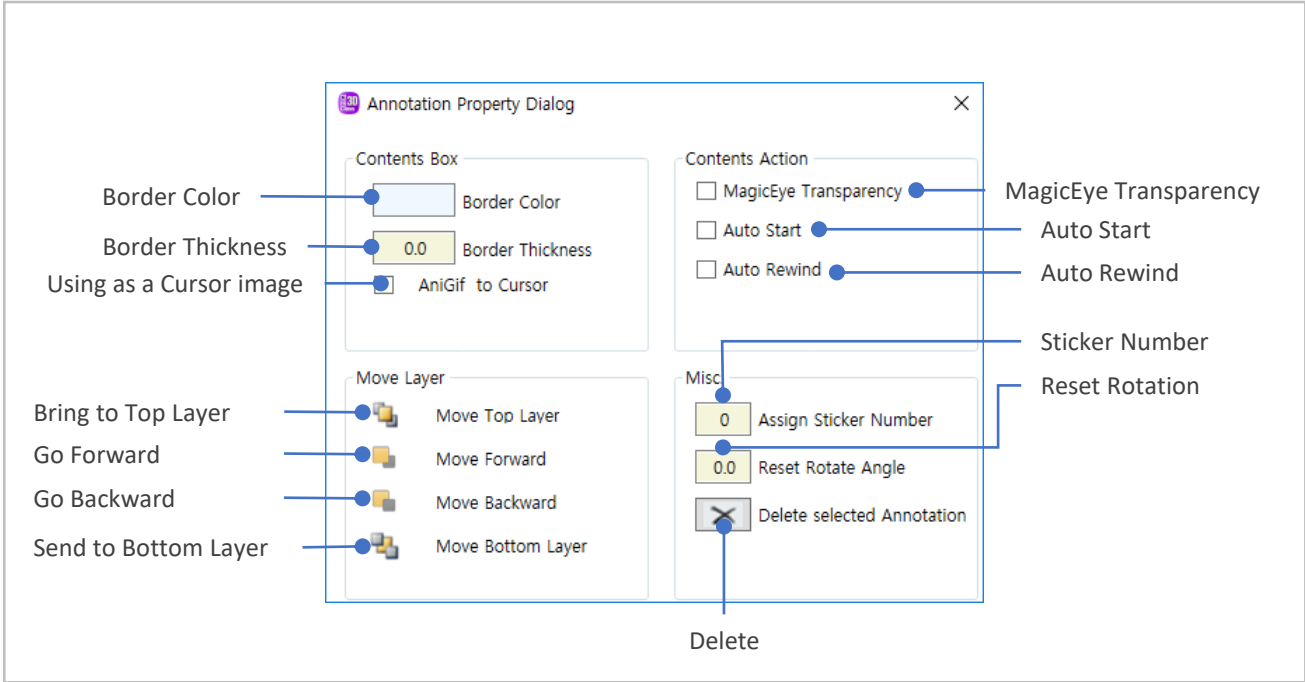 Annotation Property Dialog
Contents Box
Contents Action
Border Color
Border Color
MagicEye Transparency
MagicEye Transparency
Border Thickness
0.0
Border Thickness
Auto Start
Auto Start
Using as a Cursor image
AniGif to Cursor
Auto Rewind
Auto Rewind
Sticker Number
Move Layer
Misc.
Reset Rotation
Bring to Top Layer
Move Top Layer
0
Assign Sticker Number
Go Forward
Move Forward
0.0
Reset Rotate Angle
Go Backward
Move Backward
Delete selected Annotation
Send to Bottom Layer
Move Bottom Layer
Delete